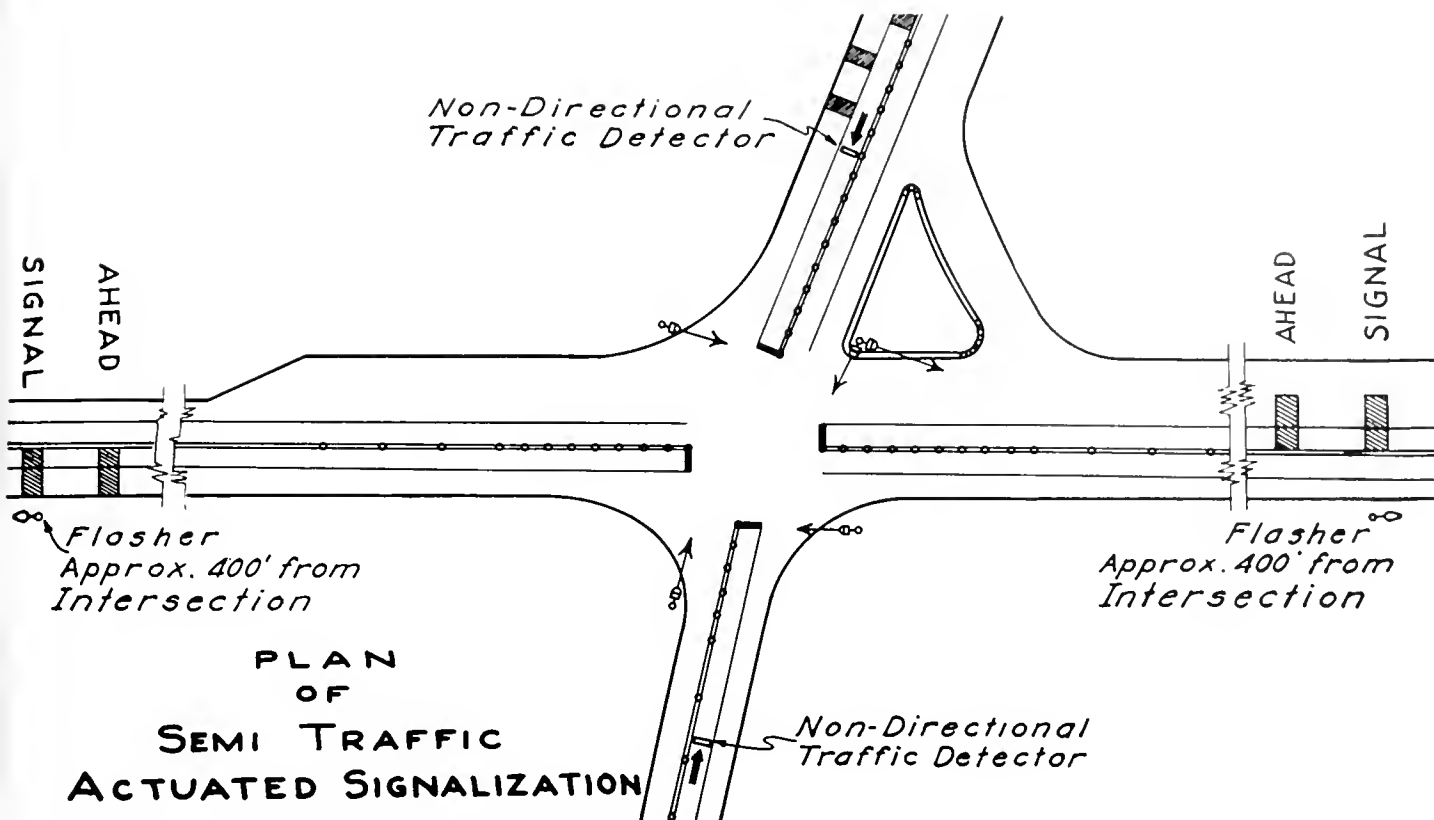 Non-Directional
Traffic Detector
SIGNAL
AHEAD
AHEAD
SIGNAL
Flasher
Approx. 400' from
Intersection
Flasher
Approx. 400' from
Intersection
PLAN
OF
SEMI TRAFFIC
ACTUATED SIGNALIZATION
Non-Directional
Traffic Detector